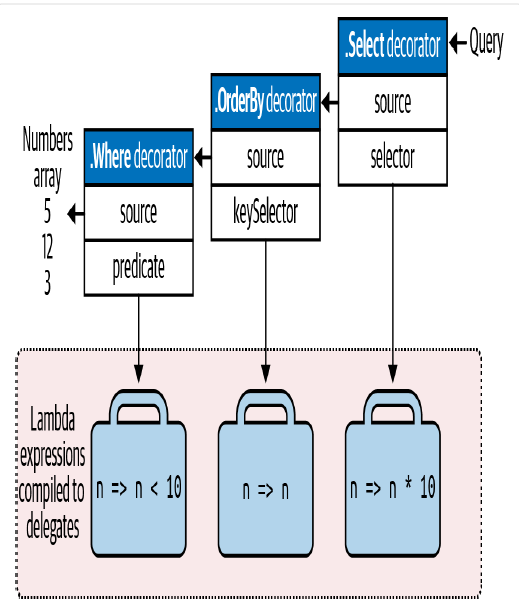 .Select decorator
Query
source
selector
.OrderBy decorator
source
keySelector
.Where decorator
source
predicate
Numbers
array
5
12
3
Lambda
expressions
compiled to
delegates
n => n < 10
n => n
n => n * 10